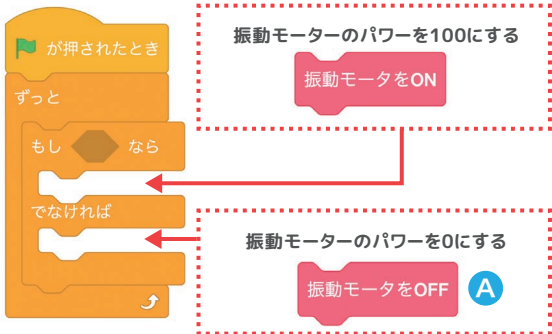 が押されたとき
ずっと
もし なら
でなければ
振動モーターのパワーを100にする
振動モータをON
振動モーターのパワーを0にする
振動モータをOFF
A